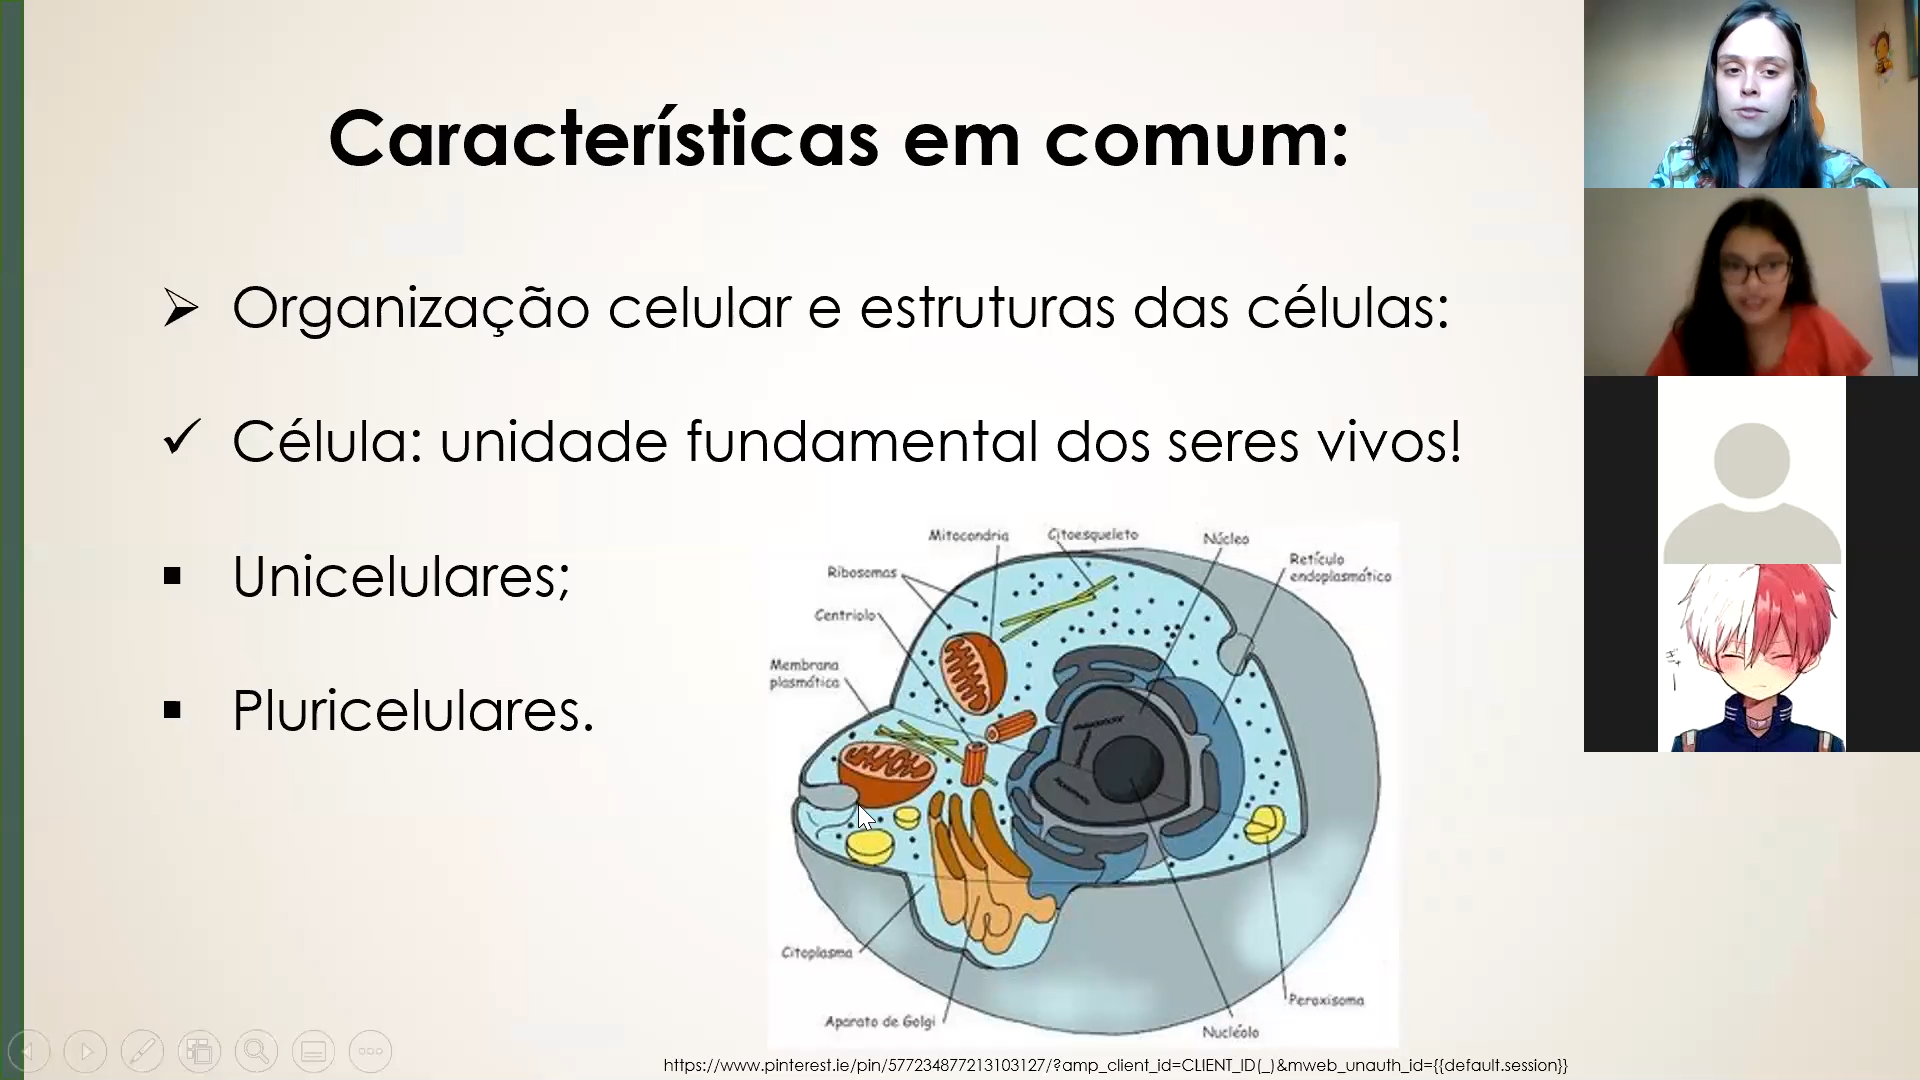 Características em comum:
Organização celular e estruturas das células:
Célula: unidade fundamental dos seres vivos!
Unicelulares;
Pluricelulares.
Mitocondria
Citoesqueleto
Núcleo
Retículo
endoplasmático
Ribosomas
Centriolo
Membrana
plasmática
Citoplasma
Aparato de Golgi
Nucléolo
Peroxisoma
https://www.pinterest.ie/pin/577234877213103127/?amp_client_id=CLIENT_ID(_)&mweb_unauth_id={{default.session}}